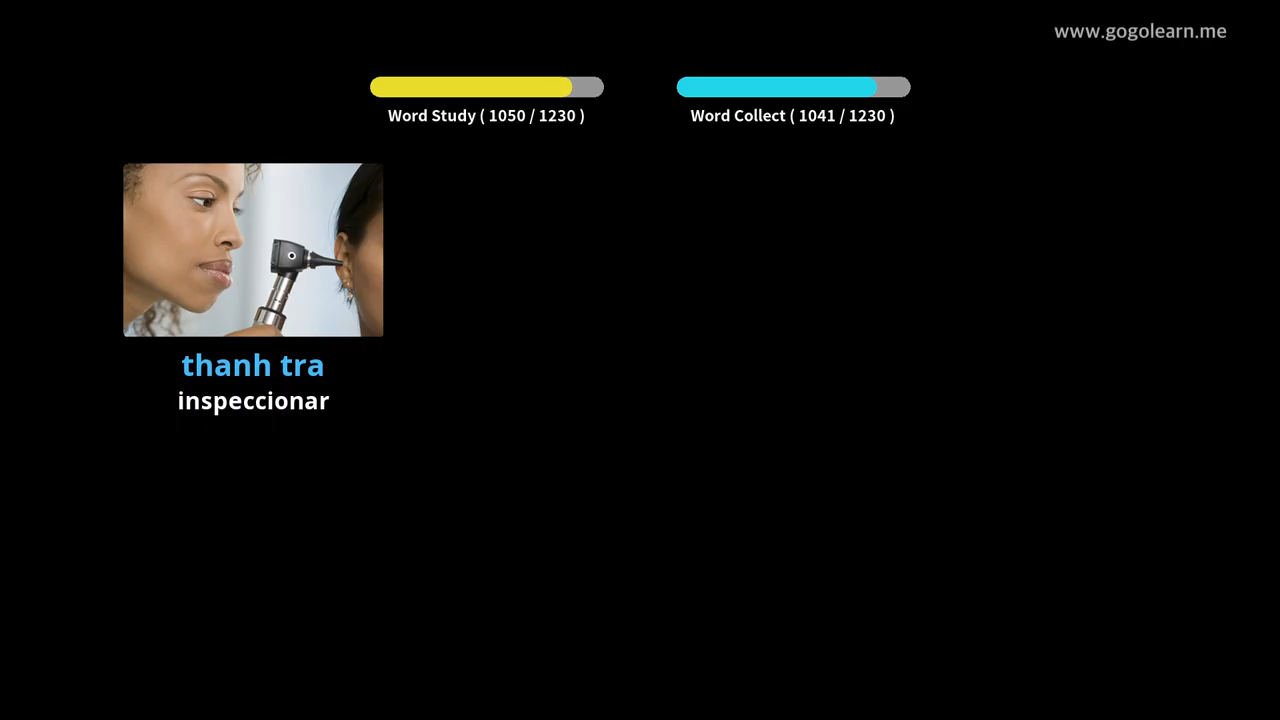 www.gogolearn.me
Word Study ( 1050 / 1230 )
Word Collect ( 1041 / 1230 )
thanh tra
inspeccionar